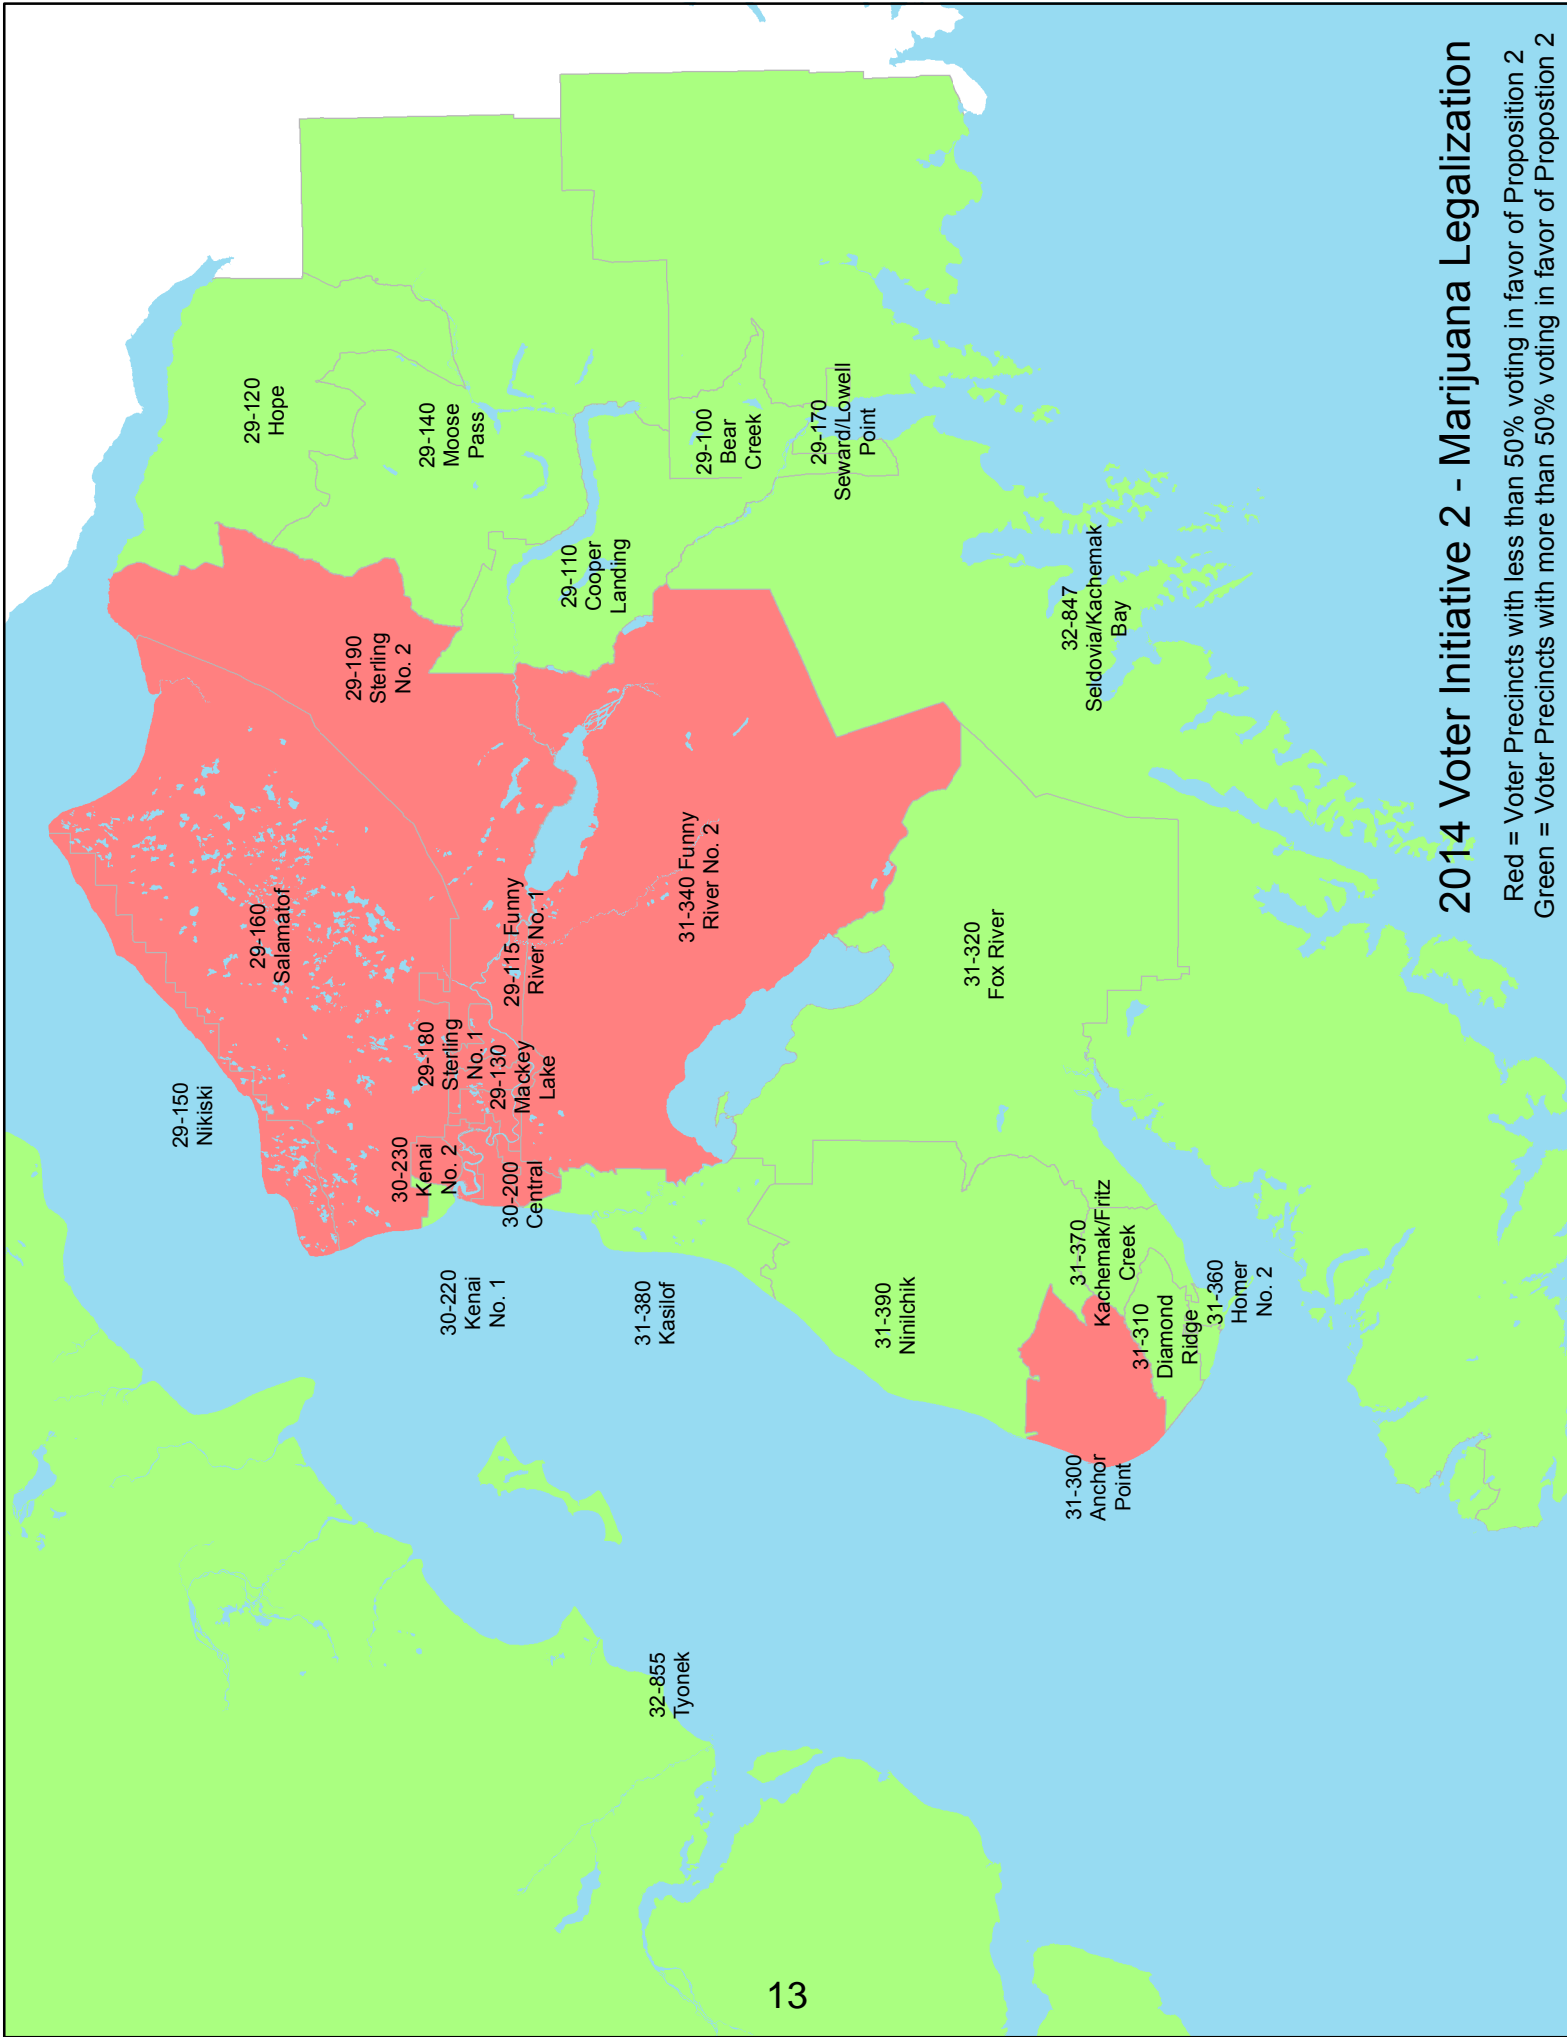 29-120
Hope
29-140
Moose
Pass
29-100
Bear
Creek
29-170
Seward/Lowell
Point
29-110
Cooper
Landing
29-190
Sterling
No. 2
32-847
Seldovia/Kachemak
Bay
29-160
Salamatof
29-115 Funny
River No. 1
31-340 Funny
River No. 2
31-320
Fox River
29-150
Nikiski
29-180
Sterling
No. 1
29-130
Mackey
Lake
30-230
Kenai
No. 2
30-200
Central
30-220
Kenai
No. 1
31-380
Kasilof
31-390
Ninilchik
31-370
Kachemak/Fritz
Creek
31-310
Diamond
Ridge
31-360
Homer
No. 2
31-300
Anchor
Point
32-855
Tyonek
2014 Voter Initiative 2 - Marijuana Legalization
Red = Voter Precincts with less than 50% voting in favor of Proposition 2
Green = Voter Precincts with more than 50% voting in favor of Propostion 2
13